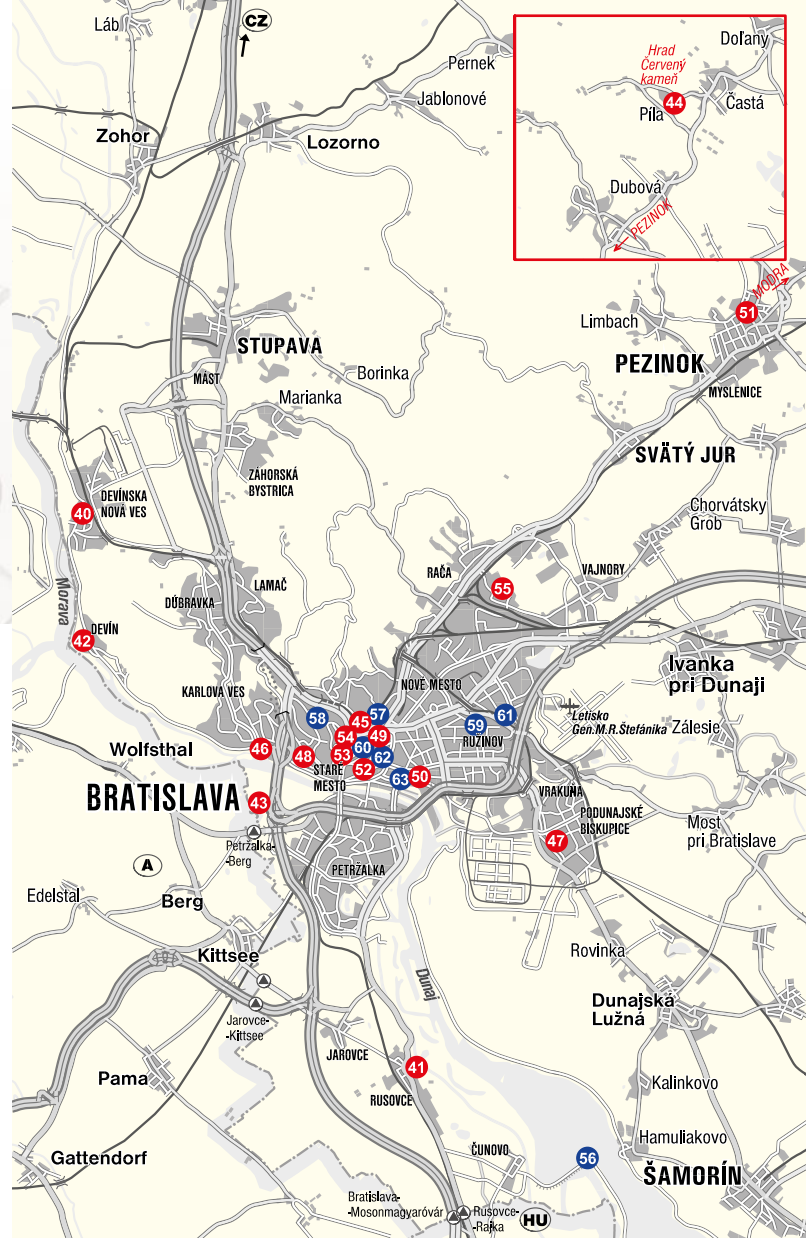 CZ
Láb
Pernek
Jablonové
Zohor
Lozorno
Hrad
Červený
kameň
Doľany
44
Píla
Častá
Dubová
PEZINOK
MODRA
51
Limbach
PEZINOK
MYSLENICE
STUPAVA
MÁST
Borinka
Marianka
SVÄTÝ JUR
ZÁHORSKÁ
BYSTRICA
DEVÍNSKA
NOVÁ VES
40
Chorvátsky
Grob
RAČA
55
VAJNORY
LAMAČ
DÚBRAVKA
Morava
42
DEVÍN
Ivanka
pri Dunaji
KARLOVA VES
NOVÉ MESTO
58
45
57
59
61
RUŽINOV
Letisko
Gen.M.R.Štefánika
Zálesie
54
49
46
48
53
60
62
Wolfsthal
STARÉ
MESTO
52
63
50
BRATISLAVA
43
VRAKUŇA
PODUNAJSKÉ
BISKUPICE
47
Most
pri Bratislave
Petržalka-
-Berg
A
PETRŽALKA
Edelstal
Berg
Kittsee
Rovinka
Dunaj
Dunajská
Lužná
Jarovce-
-Kittsee
JAROVCE
41
RUSOVCE
Pama
Kalinkovo
Hamuliakovo
Gattendorf
ČUNOVO
56
ŠAMORÍN
Bratislava-
-Mosonmagyaróvár
Rusovce-
-Rajka
HU